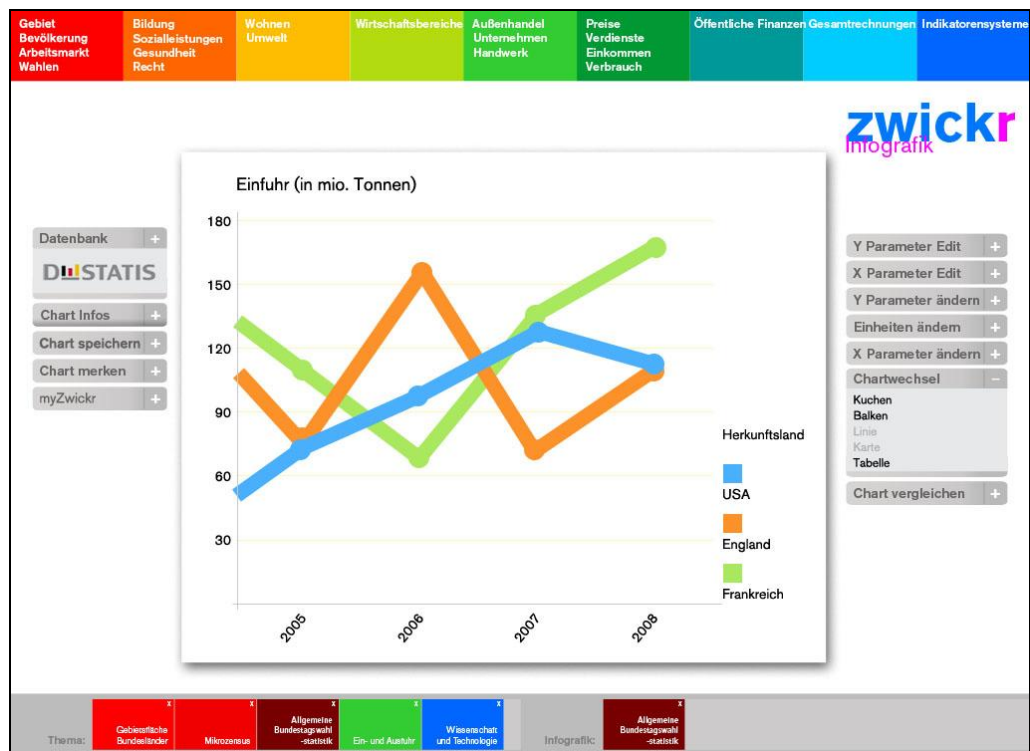 Gebiet
Bevölkerung
Arbeitsmarkt
Wahlen
Bildung
Sozialleistungen
Gesundheit
Recht
Wohnen
Umwelt
Wirtschaftsbereiche
Außenhandel
Unternehmen
Handwerk
Preise
Verdienste
Einkommen
Verbrauch
Öffentliche Finanzen
Gesamtrechnungen
Indikatorensysteme
zwickr
Infografik
Datenbank +
DESTATIS
Chart Infos +
Chart speichern +
Chart merken +
myZwickr +
Einfuhr (in mio. Tonnen)
180
150
120
90
60
30
2005
2006
2007
2008
Herkunftsland
USA
England
Frankreich
Y Parameter Edit +
X Parameter Edit +
Y Parameter ändern +
Einheiten ändern +
X Parameter ändern +
Chartwechsel –
Kuchen
Balken
Linie
Karte
Tabelle
Chart vergleichen +
Thema:
x
Gebietsfläche
Bundesländer
x
Mikrozensus
x
Allgemeine
Bundestagswahl
-statistik
x
Ein- und Ausfuhr
x
Wissenschaft
und Technologie
Infografik:
x
Allgemeine
Bundestagswahl
-statistik